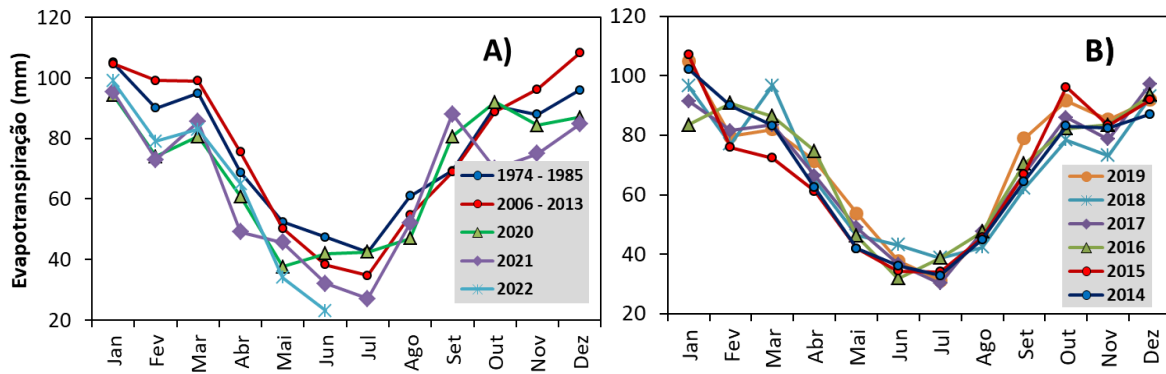 Evapotranspiração (mm)
120
100
80
60
40
20
A)
1974 - 1985
2006 - 2013
2020
2021
2022
Jan
Fev
Mar
Abr
Mai
Jun
Jul
Ago
Set
Out
Nov
Dez
120
100
80
60
40
20
B)
2019
2018
2017
2016
2015
2014
Jan
Fev
Mar
Abr
Mai
Jun
Jul
Ago
Set
Out
Nov
Dez